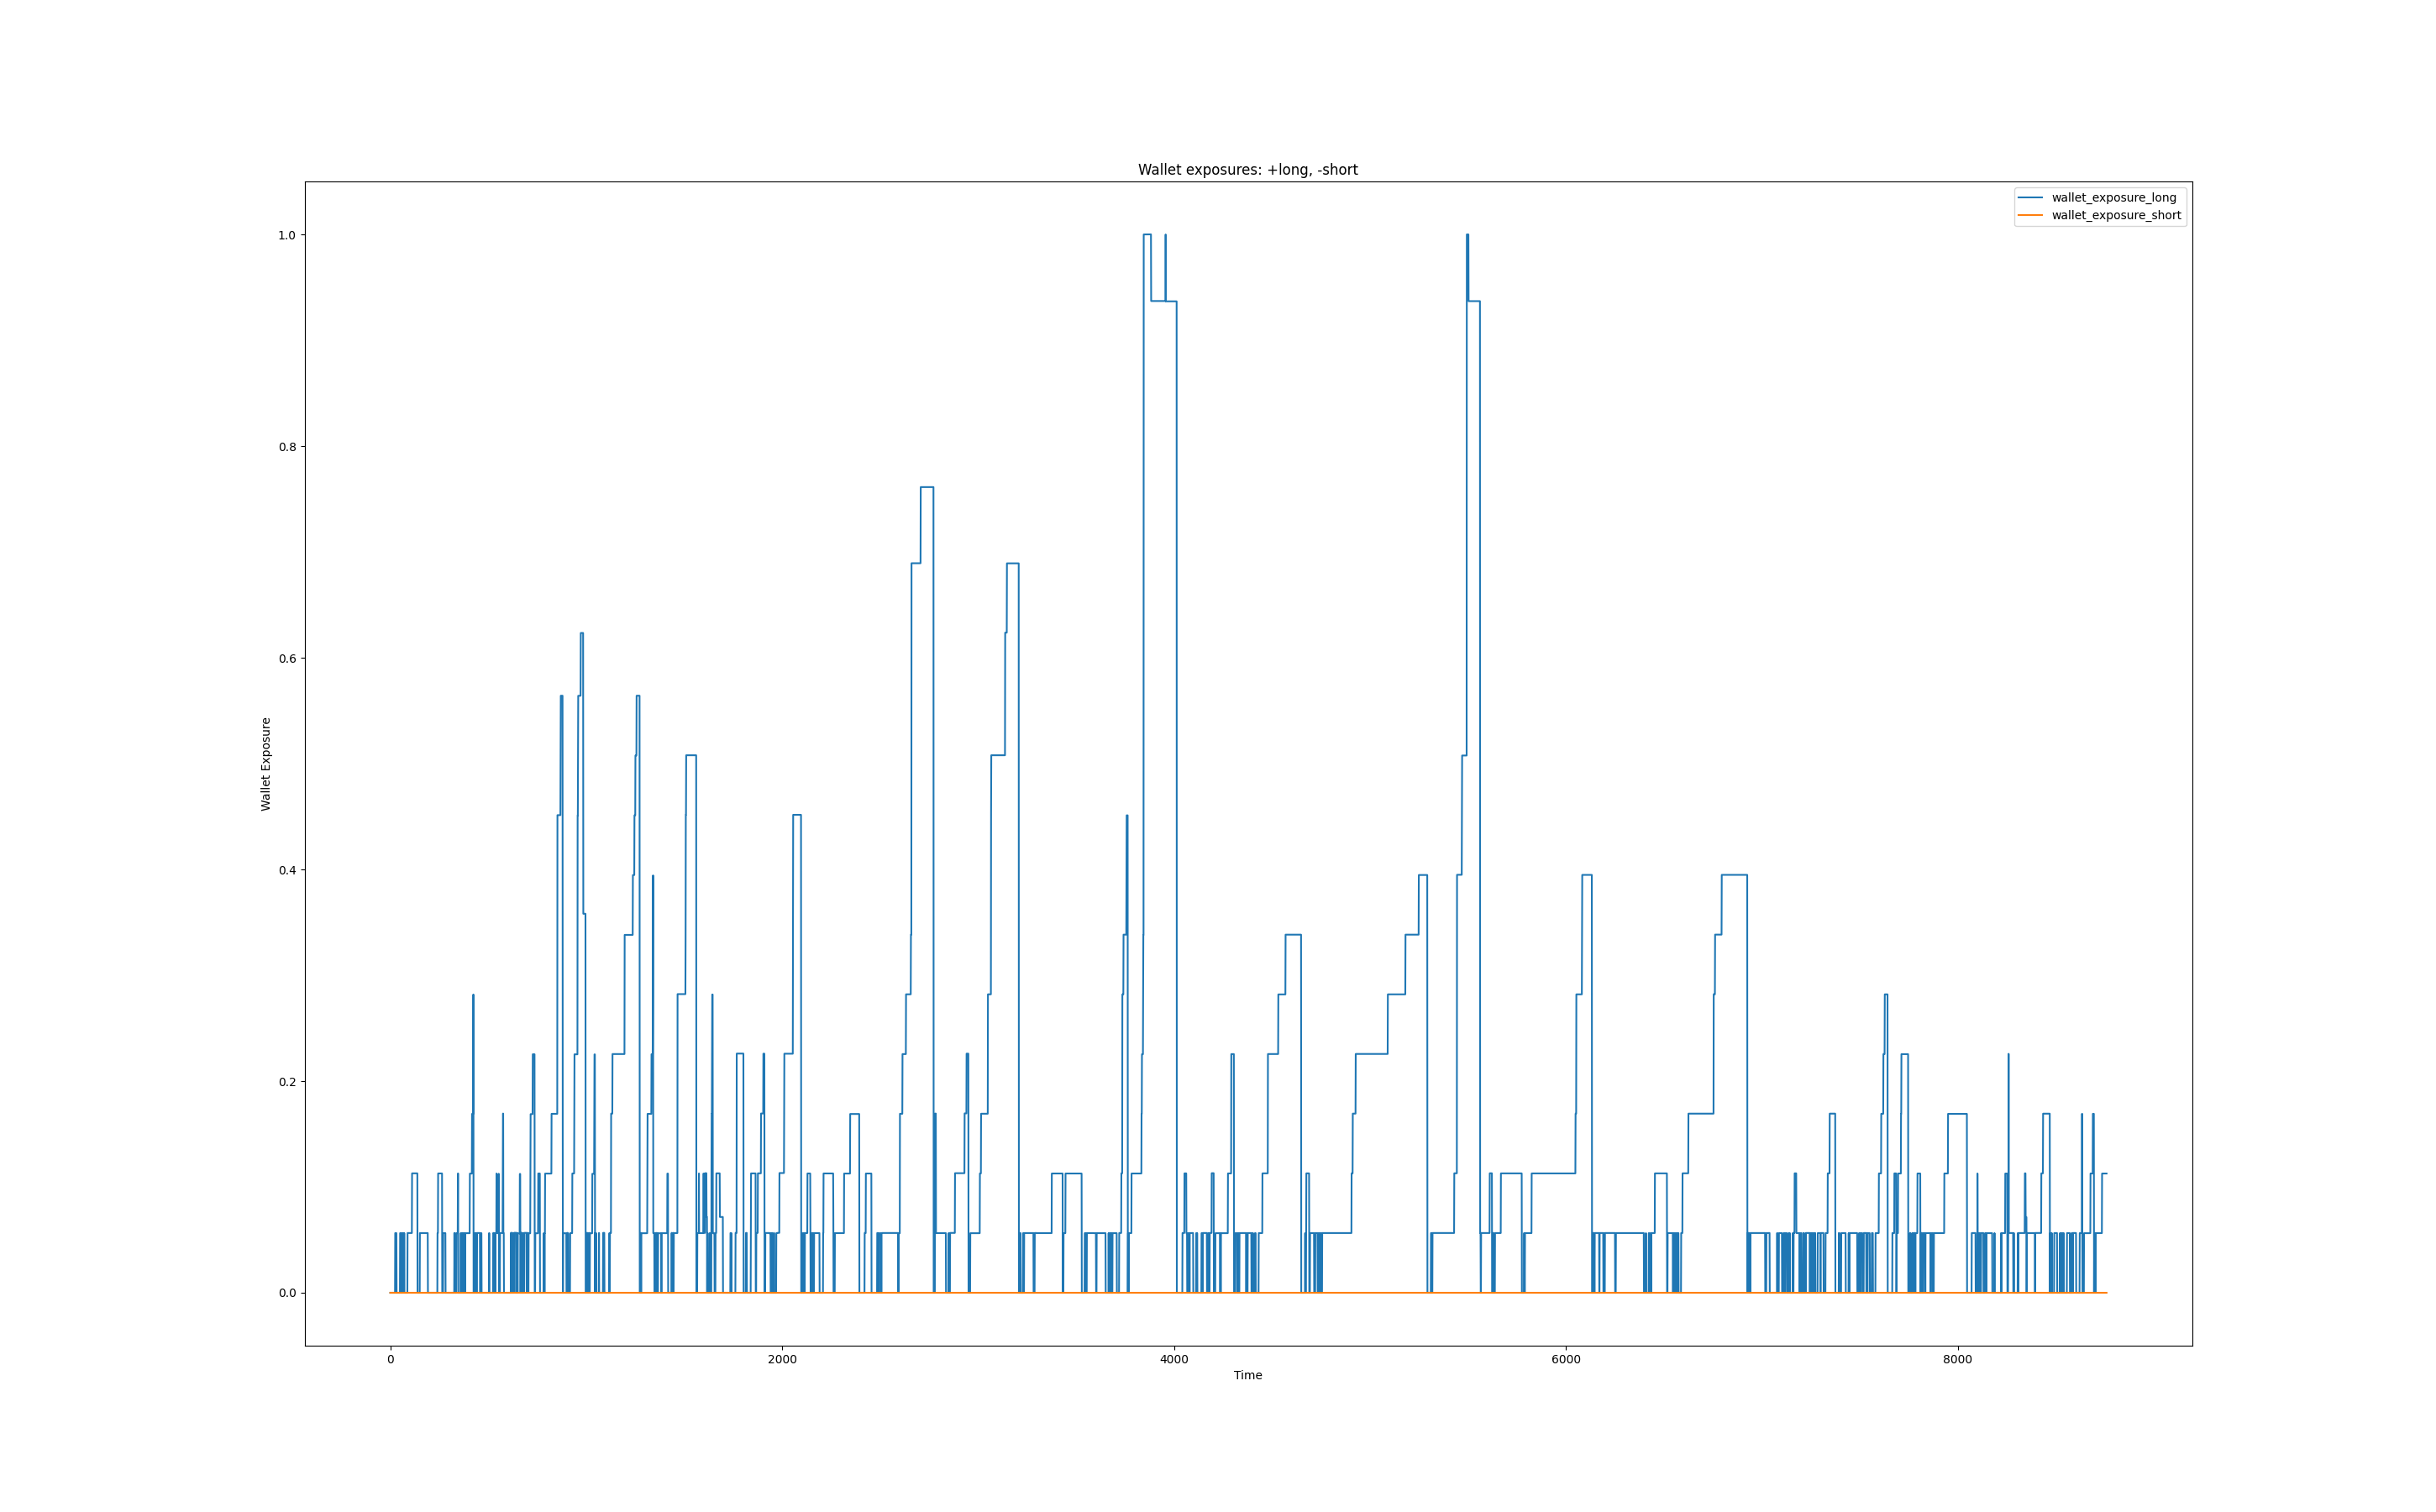 Wallet exposures: +long, -short
wallet_exposure_long
wallet_exposure_short
1.0
0.8
0.6
0.4
0.2
0.0
Wallet Exposure
0 2000 4000 6000 8000
Time